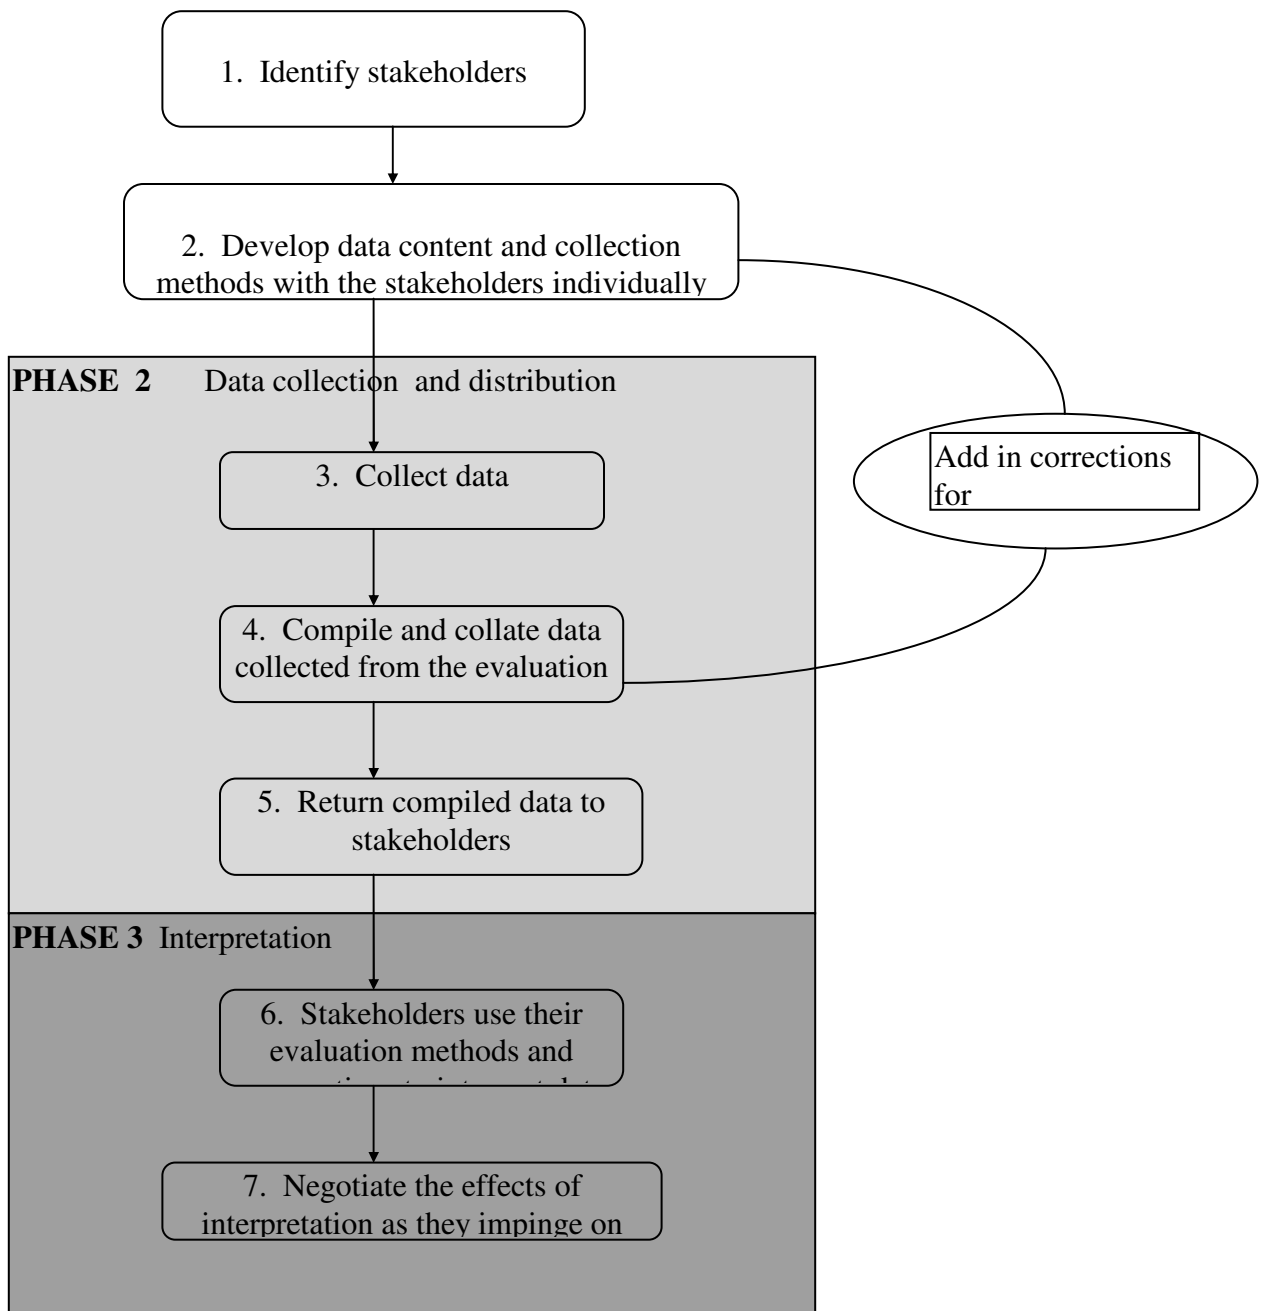 1. Identify stakeholders
2. Develop data content and collection
methods with the stakeholders individually
PHASE 2 Data collection and distribution
3. Collect data
Add in corrections
for
4. Compile and collate data
collected from the evaluation
5. Return compiled data to
stakeholders
PHASE 3 Interpretation
6. Stakeholders use their
evaluation methods and
7. Negotiate the effects of
interpretation as they impinge on